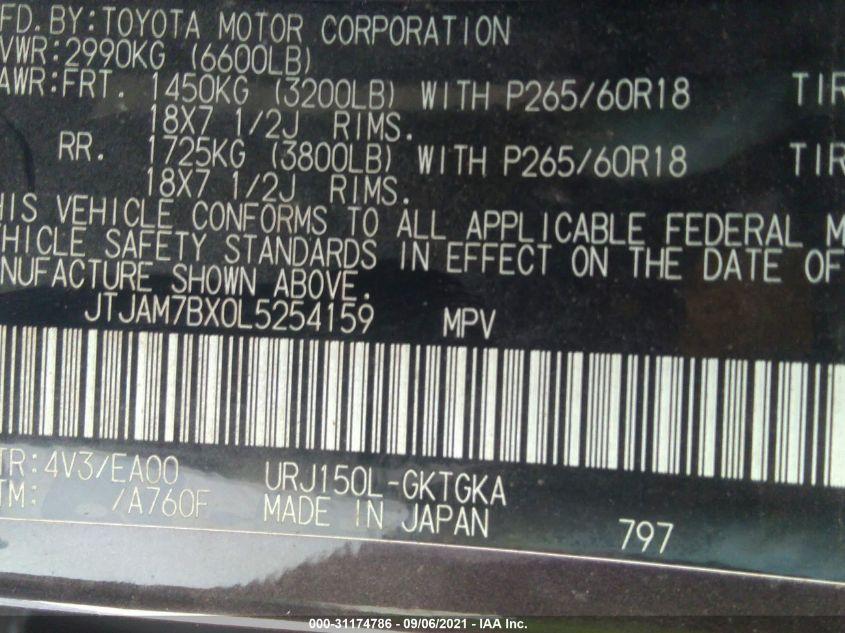 FD. BY:TOYOTA MOTOR CORPORATION
VWR:2990KG (6600LB)
AWR:FRT. 1450KG (3200LB) WITH P265/60R18 TIR
18X7 1/2J RIMS.
RR. 1725KG (3800LB) WITH P265/60R18 TIR
18X7 1/2J RIMS.
HIS VEHICLE CONFORMS TO ALL APPLICABLE FEDERAL M
EHICLE SAFETY STANDARDS IN EFFECT ON THE DATE OF
ANUFACTURE SHOWN ABOVE.
JTJAM7BX0L5254159 MPV
TR:4V3/EA00 URJ150L-GKTGKA
TM: /A760F MADE IN JAPAN 797
000-31174786 - 09/06/2021 - IAA Inc.